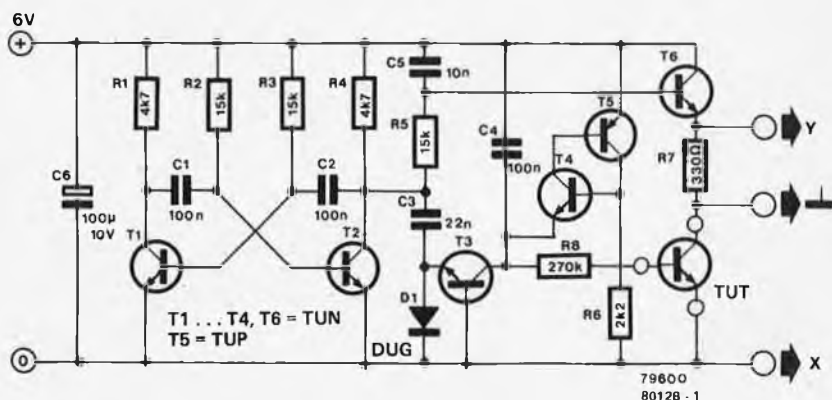 6V
+
R1
4k7
R2
15k
R3
15k
R4
4k7
C5
10n
T6
T5
Y
R5
15k
C4
100n
T4
R7
330Ω
C6
100µ
10V
C1
100n
C2
100n
C3
22n
T1
T2
T3
R8
270k
TUT
D1
R6
2k2
T1 . . . T4, T6 = TUN
T5 = TUP
DUG
0
X
79600
80128 - 1